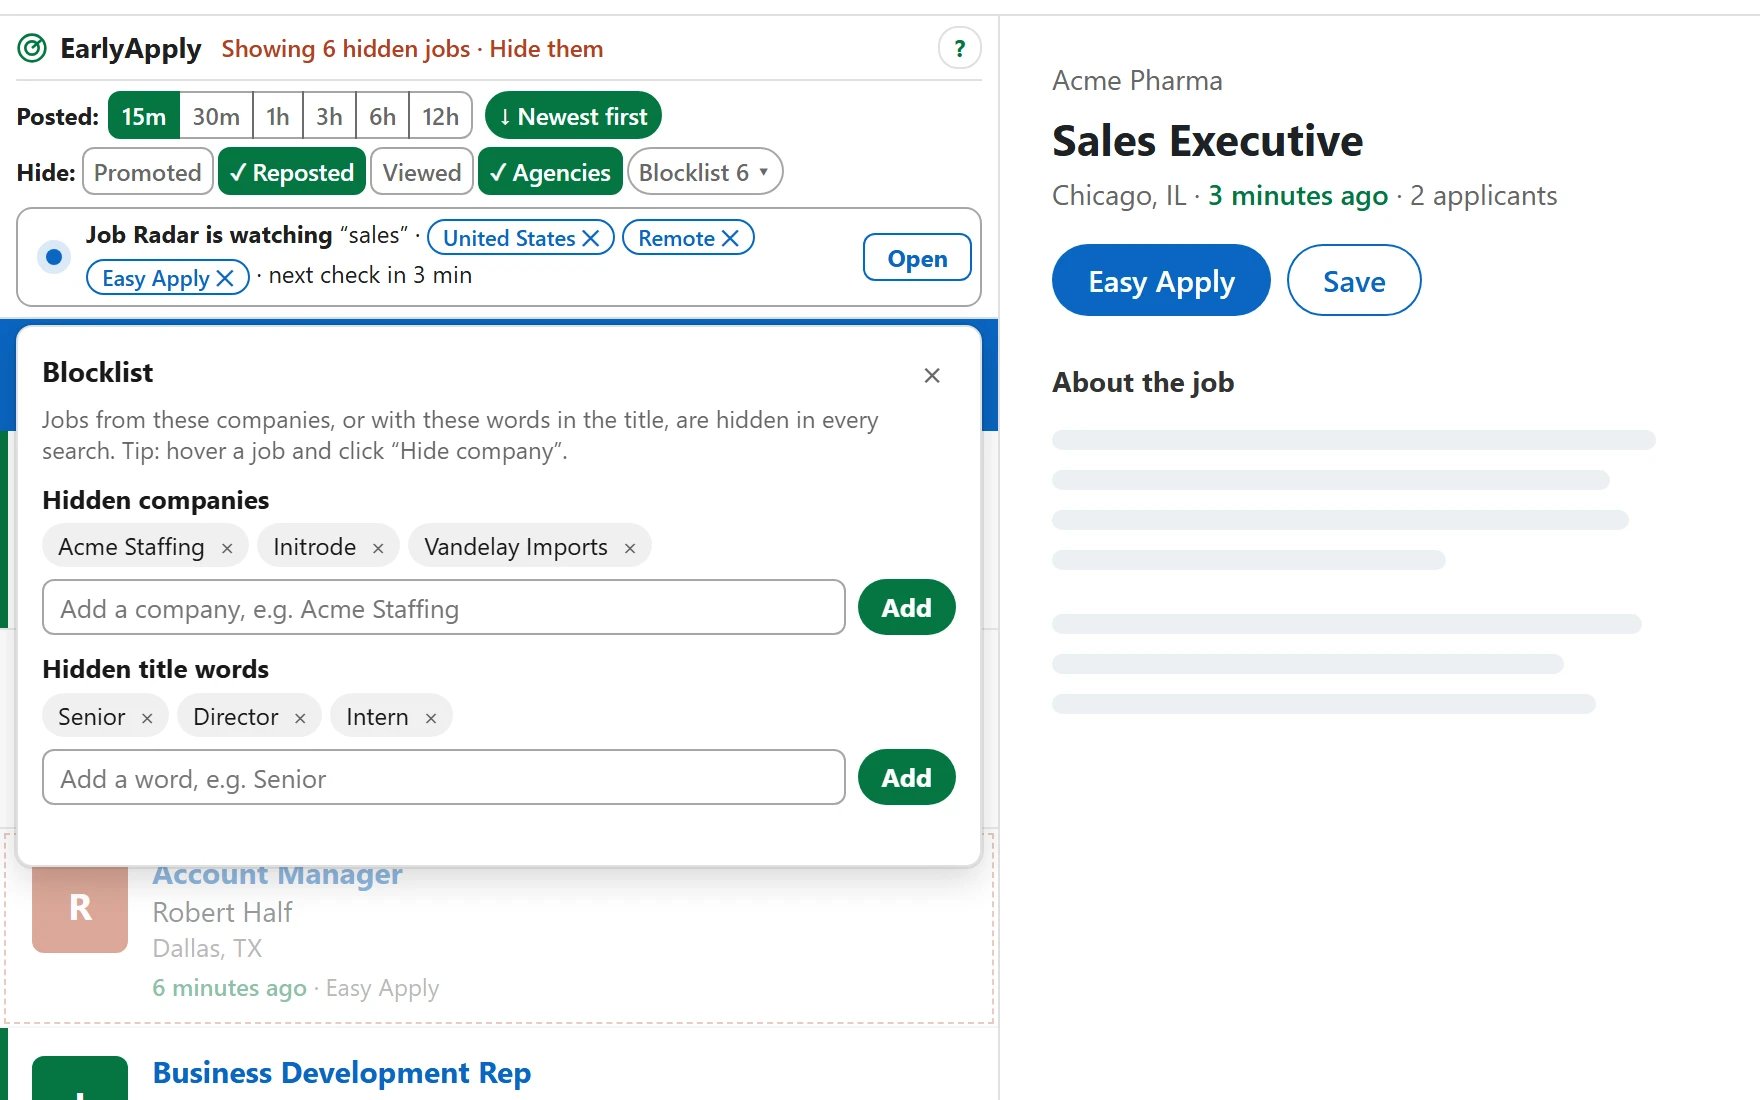 EarlyApply Showing 6 hidden jobs · Hide them ?
Posted: 15m 30m 1h 3h 6h 12h ↓ Newest first
Hide: Promoted ✓ Reposted Viewed ✓ Agencies Blocklist 6 ▾
Job Radar is watching “sales” · United States ✕ Remote ✕
Easy Apply ✕ · next check in 3 min
Open
Blocklist ×
Jobs from these companies, or with these words in the title, are hidden in every
search. Tip: hover a job and click “Hide company”.
Hidden companies
Acme Staffing × Initrode × Vandelay Imports ×
Add a company, e.g. Acme Staffing Add
Hidden title words
Senior × Director × Intern ×
Add a word, e.g. Senior Add
R
Account Manager
Robert Half
Dallas, TX
6 minutes ago · Easy Apply
Business Development Rep
Acme Pharma
Sales Executive
Chicago, IL · 3 minutes ago · 2 applicants
Easy Apply Save
About the job